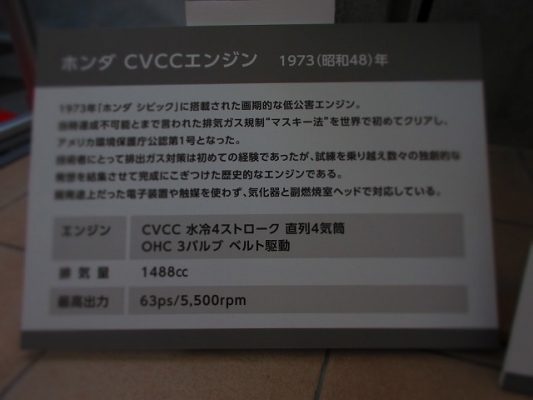 ホンダ CVCCエンジン 1973(昭和48)年
1973年「ホンダ シビック」に搭載された画期的な低公害エンジン。
当時達成不可能とまで言われた排気ガス規制“マスキー法”を世界で初めてクリアし、
アメリカ環境保護庁公認第1号となった。
技術者にとって排出ガス対策は初めての経験であったが、試練を乗り越え数々の独創的な
発想を結集させて完成にこぎつけた歴史的なエンジンである。
開発途上だった電子装置や触媒を使わず、気化器と副燃焼室ヘッドで対応している。
エンジン CVCC 水冷4ストローク 直列4気筒
OHC 3バルブ ベルト駆動
排気量 1488cc
最高出力 63ps/5,500rpm